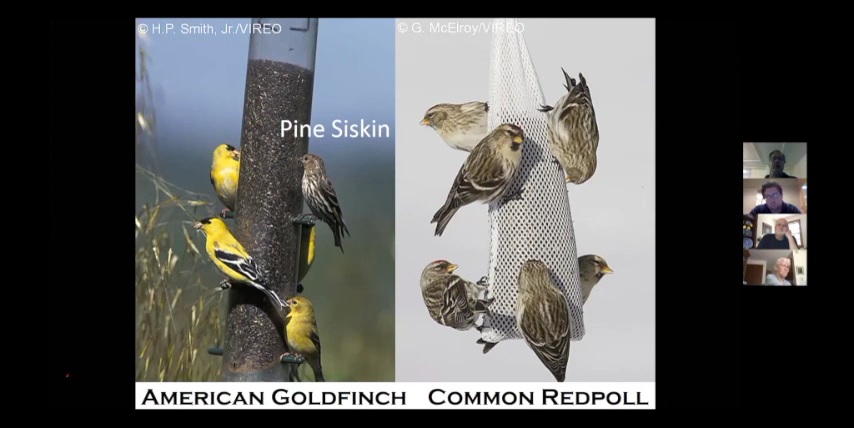 © H.P. Smith, Jr./VIREO
© G. McElroy/VIREO
Pine Siskin
American Goldfinch
Common Redpoll